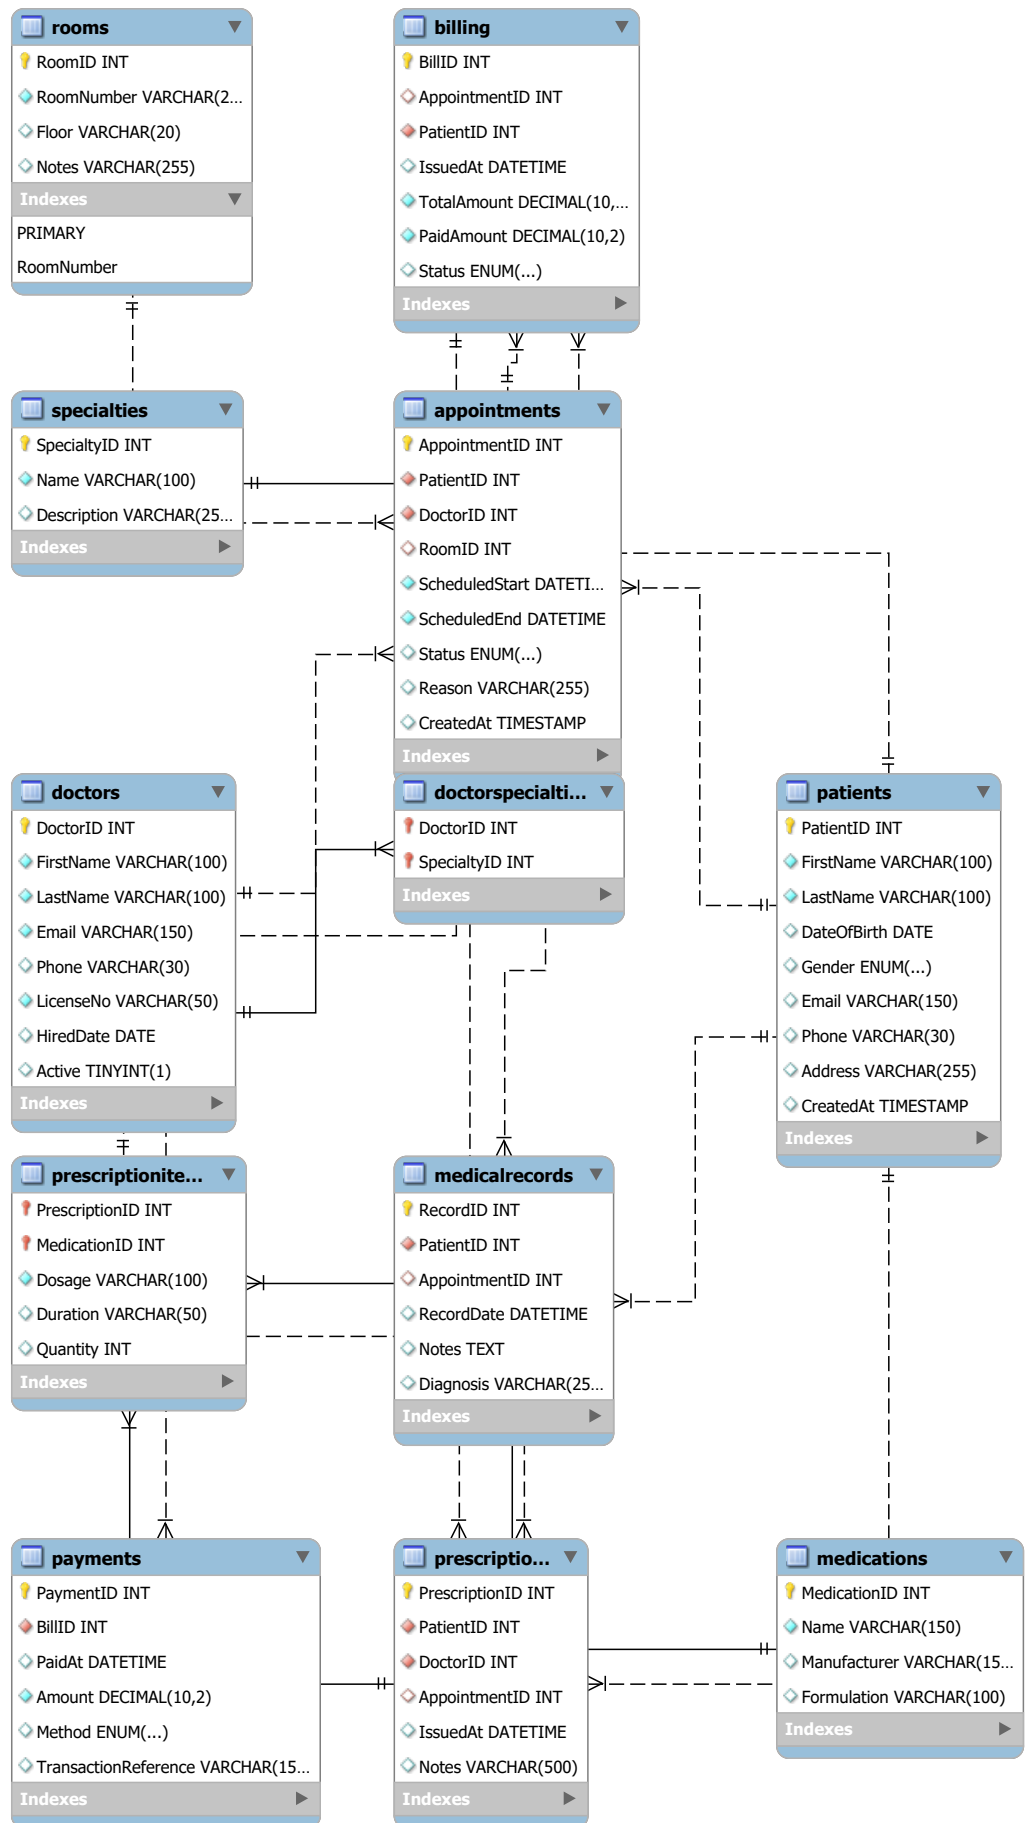 rooms
RoomID INT
RoomNumber VARCHAR(2...
Floor VARCHAR(20)
Notes VARCHAR(255)
Indexes
PRIMARY
RoomNumber
billing
BillID INT
AppointmentID INT
PatientID INT
IssuedAt DATETIME
TotalAmount DECIMAL(10,...
PaidAmount DECIMAL(10,2)
Status ENUM(...)
Indexes
specialties
SpecialtyID INT
Name VARCHAR(100)
Description VARCHAR(25...
Indexes
appointments
AppointmentID INT
PatientID INT
DoctorID INT
RoomID INT
ScheduledStart DATETI...
ScheduledEnd DATETIME
Status ENUM(...)
Reason VARCHAR(255)
CreatedAt TIMESTAMP
Indexes
doctors
DoctorID INT
FirstName VARCHAR(100)
LastName VARCHAR(100)
Email VARCHAR(150)
Phone VARCHAR(30)
LicenseNo VARCHAR(50)
HiredDate DATE
Active TINYINT(1)
Indexes
doctorspecialti...
DoctorID INT
SpecialtyID INT
Indexes
patients
PatientID INT
FirstName VARCHAR(100)
LastName VARCHAR(100)
DateOfBirth DATE
Gender ENUM(...)
Email VARCHAR(150)
Phone VARCHAR(30)
Address VARCHAR(255)
CreatedAt TIMESTAMP
Indexes
prescriptionite...
PrescriptionID INT
MedicationID INT
Dosage VARCHAR(100)
Duration VARCHAR(50)
Quantity INT
Indexes
medicalrecords
RecordID INT
PatientID INT
AppointmentID INT
RecordDate DATETIME
Notes TEXT
Diagnosis VARCHAR(25...
Indexes
payments
PaymentID INT
BillID INT
PaidAt DATETIME
Amount DECIMAL(10,2)
Method ENUM(...)
TransactionReference VARCHAR(15...
Indexes
prescriptio...
PrescriptionID INT
PatientID INT
DoctorID INT
AppointmentID INT
IssuedAt DATETIME
Notes VARCHAR(500)
Indexes
medications
MedicationID INT
Name VARCHAR(150)
Manufacturer VARCHAR(15...
Formulation VARCHAR(100)
Indexes